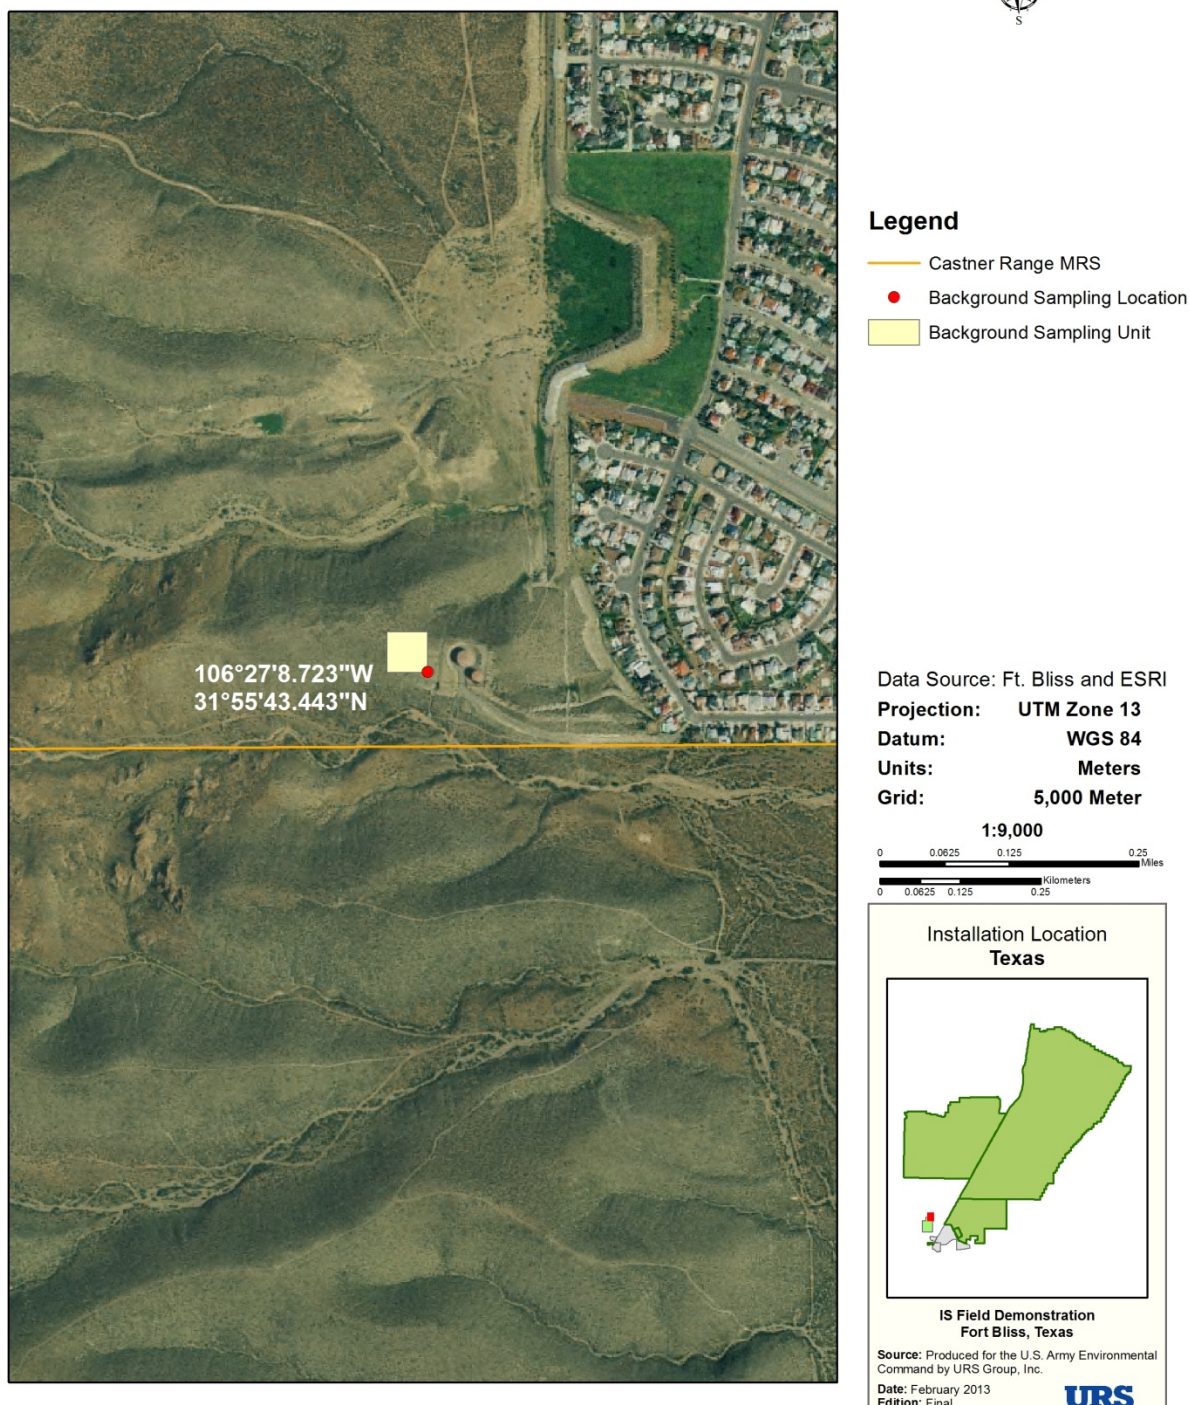 S
106°27'8.723"W
31°55'43.443"N
Legend
Castner Range MRS
Background Sampling Location
Background Sampling Unit
Data Source: Ft. Bliss and ESRI
Projection: UTM Zone 13
Datum: WGS 84
Units: Meters
Grid: 5,000 Meter
1:9,000
0 0.0625 0.125 0.25
Miles
Kilometers
0 0.0625 0.125 0.25
Installation Location
Texas
IS Field Demonstration
Fort Bliss, Texas
Source: Produced for the U.S. Army Environmental
Command by URS Group, Inc.
Date: February 2013
Edition: Final
URS